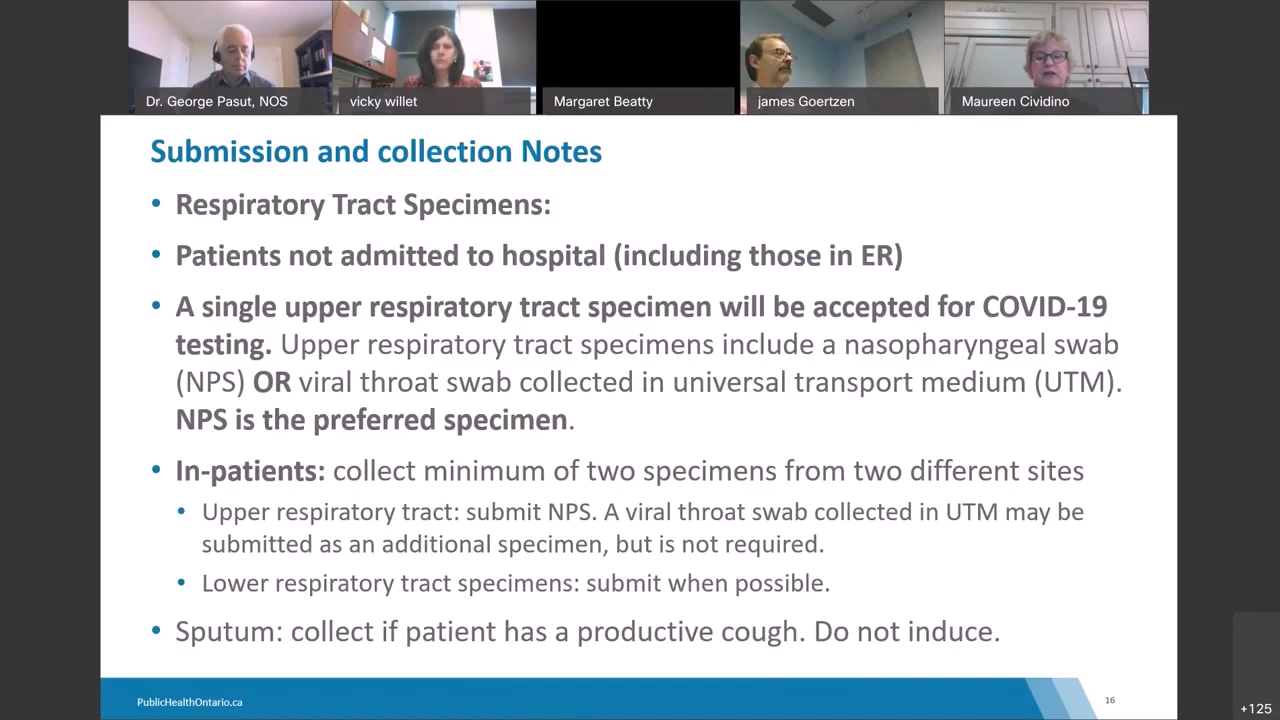 Dr. George Pasut, NOS
vicky willet
Margaret Beatty
james Goertzen
Maureen Cividino
Submission and collection Notes
• Respiratory Tract Specimens:
• Patients not admitted to hospital (including those in ER)
• A single upper respiratory tract specimen will be accepted for COVID-19
testing. Upper respiratory tract specimens include a nasopharyngeal swab
(NPS) OR viral throat swab collected in universal transport medium (UTM).
NPS is the preferred specimen.
• In-patients: collect minimum of two specimens from two different sites
• Upper respiratory tract: submit NPS. A viral throat swab collected in UTM may be
submitted as an additional specimen, but is not required.
• Lower respiratory tract specimens: submit when possible.
• Sputum: collect if patient has a productive cough. Do not induce.
PublicHealthOntario.ca
16
+125